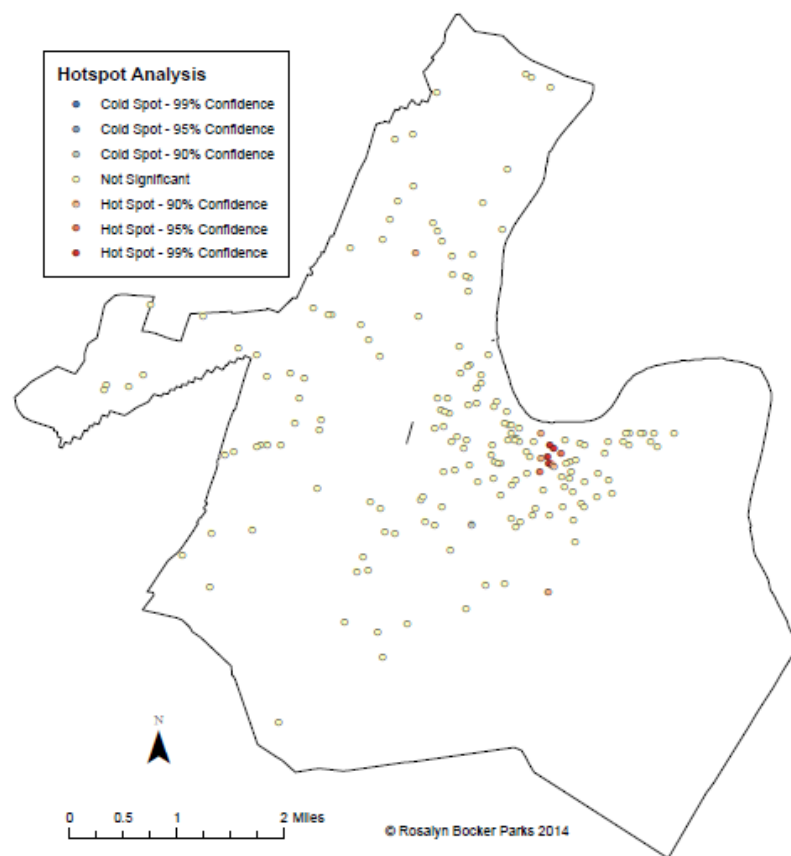 Hotspot Analysis
Cold Spot - 99% Confidence
Cold Spot - 95% Confidence
Cold Spot - 90% Confidence
Not Significant
Hot Spot - 90% Confidence
Hot Spot - 95% Confidence
Hot Spot - 99% Confidence
N
0 0.5 1 2 Miles
© Rosalyn Bocker Parks 2014